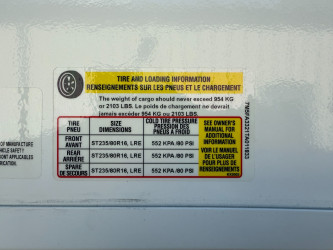 TIRE AND LOADING INFORMATION
RENSEIGNEMENTS SUR LES PNEUS ET LE CHARGEMENT
The weight of cargo should never exceed 954 KG
or 2103 LBS. Le poids de chargement ne devrait
jamais excéder 954 KG ou 2103 LBS.
TIRE
PNEU
SIZE
DIMENSIONS
COLD TIRE PRESSURE
PRESSION DES
PNEUS A FROID
SEE OWNER'S
MANUAL FOR
ADDITIONAL
INFORMATION
VOIR LE MANUEL
DE L'USAGER
POUR PLUS DE
RENSEIGNEMENTS
FRONT
AVANT
ST235/80R16, LRE
552 KPA /80 PSI
REAR
ARRIERE
ST235/80R16, LRE
552 KPA /80 PSI
SPARE
DE SECOURS
ST235/80R16, LRE
552 KPA /80 PSI
OF MANUFACTURE
VEHICLE SAFETY